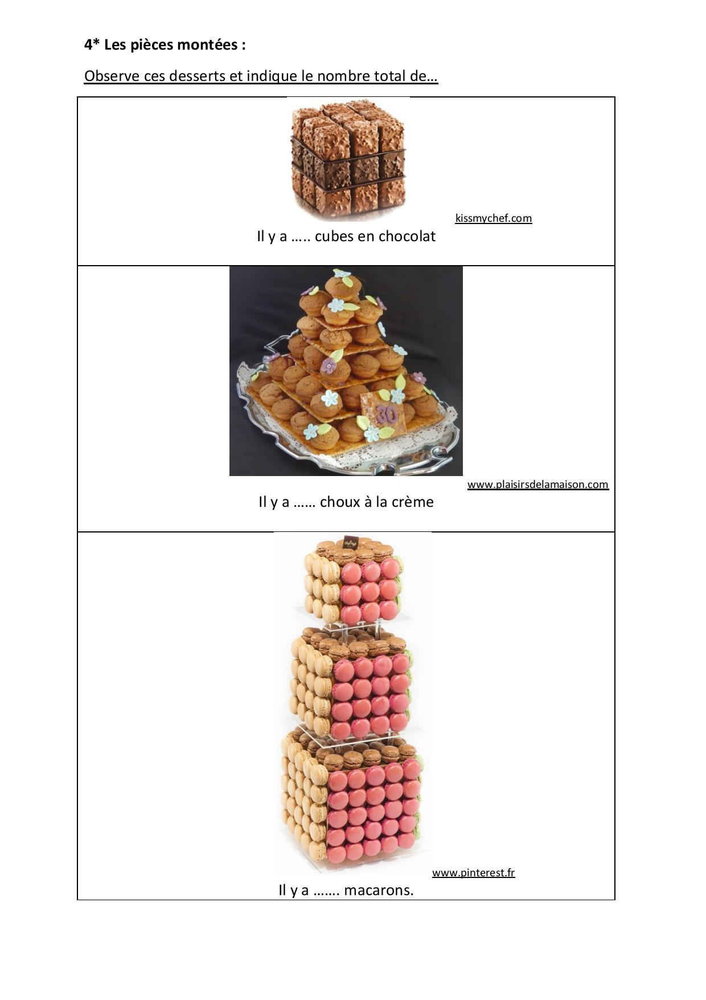 4* Les pièces montées :
Observe ces desserts et indique le nombre total de…
kissmychef.com
Il y a ….. cubes en chocolat
30
www.plaisirsdelamaison.com
Il y a …… choux à la crème
www.pinterest.fr
Il y a ……. macarons.